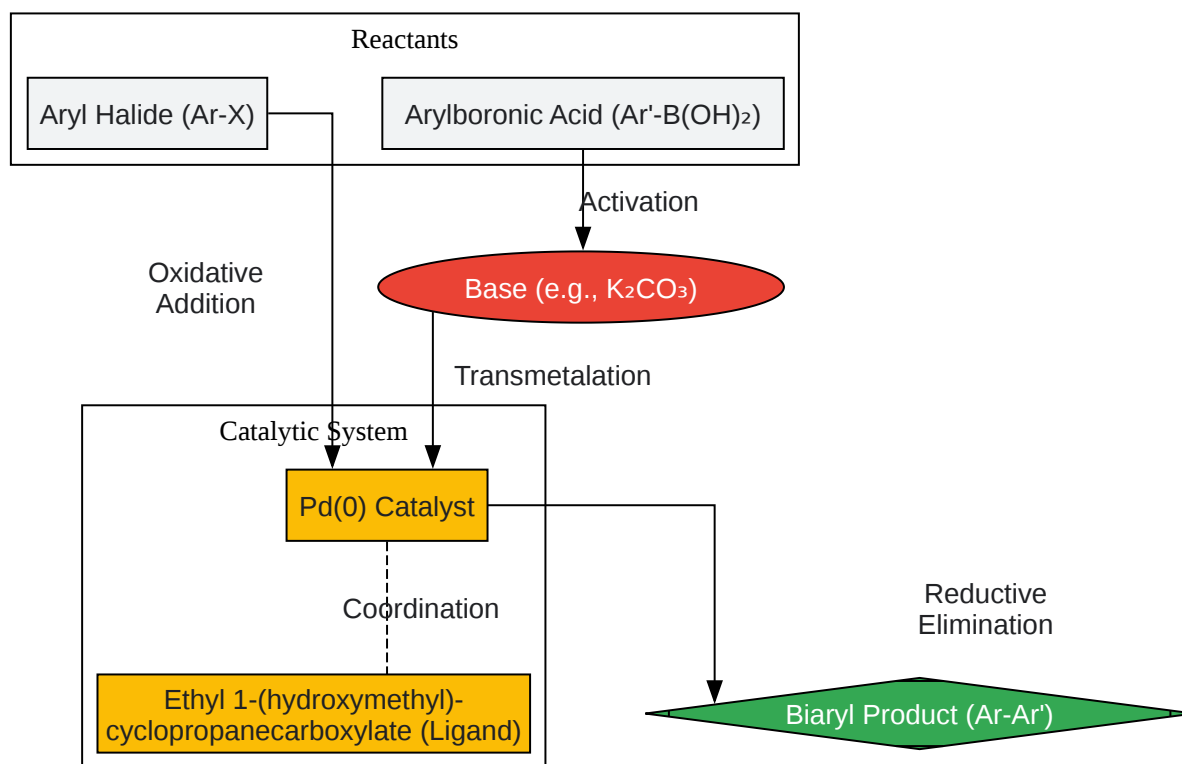 Reactants
Aryl Halide (Ar-X)
Arylboronic Acid (Ar'-B(OH)₂)
Activation
Oxidative
Addition
Base (e.g., K₂CO₃)
Transmetalation
Catalytic System
Pd(0) Catalyst
Coordination
Reductive
Elimination
Ethyl 1-(hydroxymethyl)-
cyclopropanecarboxylate (Ligand)
Biaryl Product (Ar-Ar')